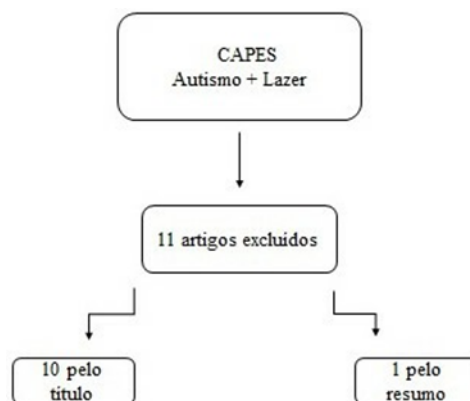 CAPES
Autismo + Lazer
11 artigos excluidos
10 pelo
titulo
1 pelo
resumo